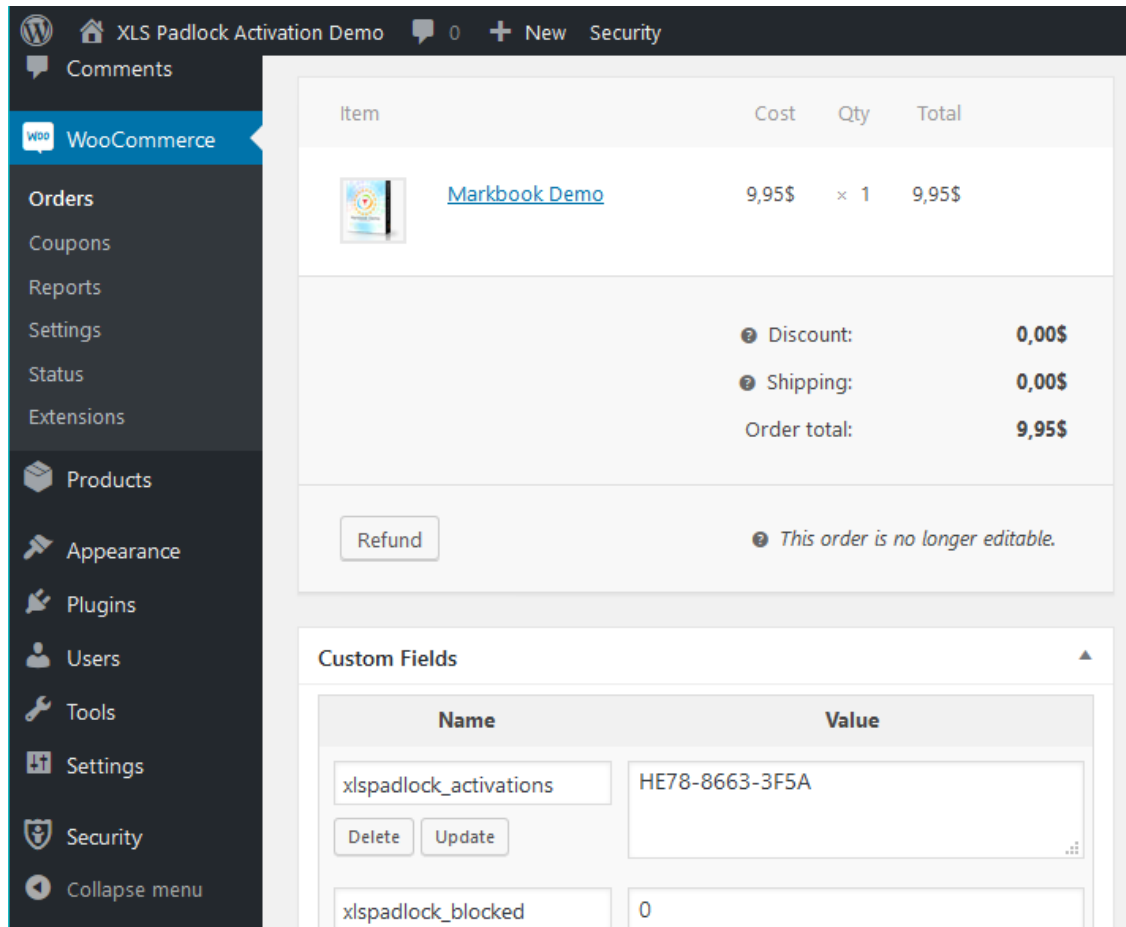 XLS Padlock Activation Demo 0 New Security
Comments
WOO WooCommerce
Orders
Coupons
Reports
Settings
Status
Extensions
Products
Appearance
Plugins
Users
Tools
Settings
Security
Collapse menu
Item Cost Qty Total
Markbook Demo 9,95$ × 1 9,95$
Discount: 0,00$
Shipping: 0,00$
Order total: 9,95$
Refund This order is no longer editable.
Custom Fields
Name Value
xlspadlock_activations HE78-8663-3F5A
Delete Update
xlspadlock_blocked 0